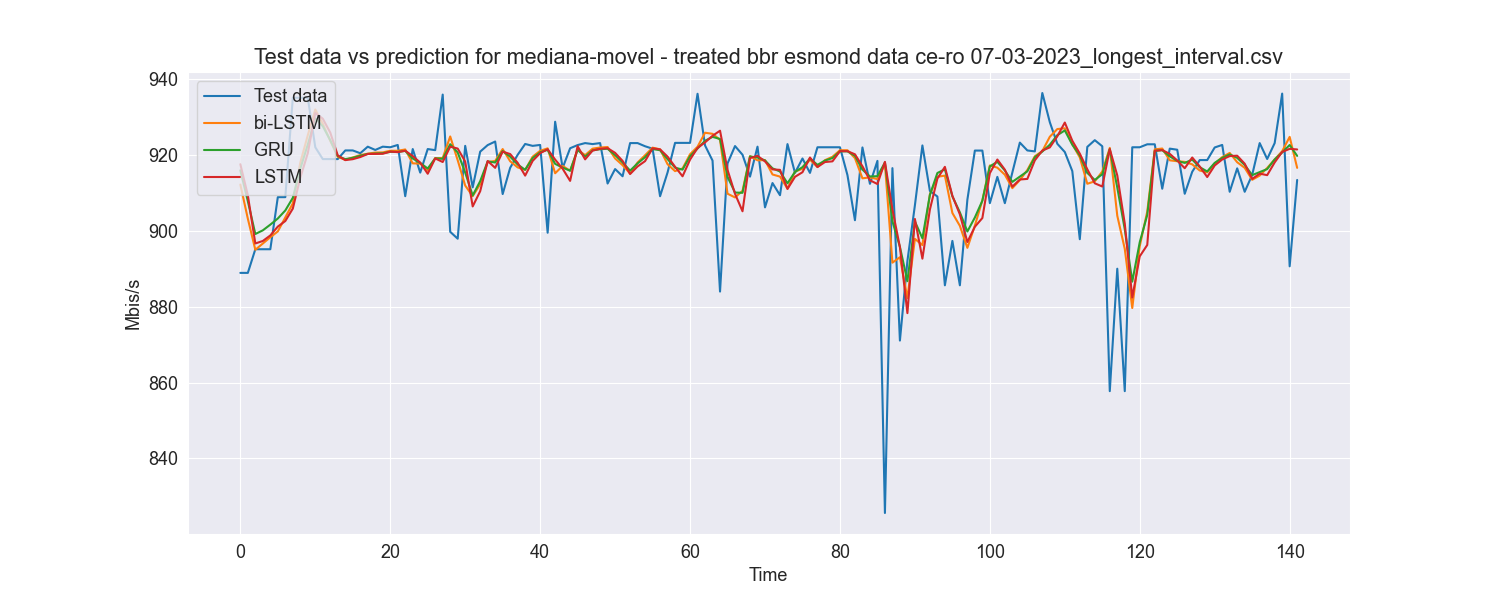 Test data vs prediction for mediana-movel - treated bbr esmond data ce-ro 07-03-2023_longest_interval.csv
Test data
bi-LSTM
GRU
LSTM
940
920
900
880
860
840
Mbis/s
0 20 40 60 80 100 120 140
Time